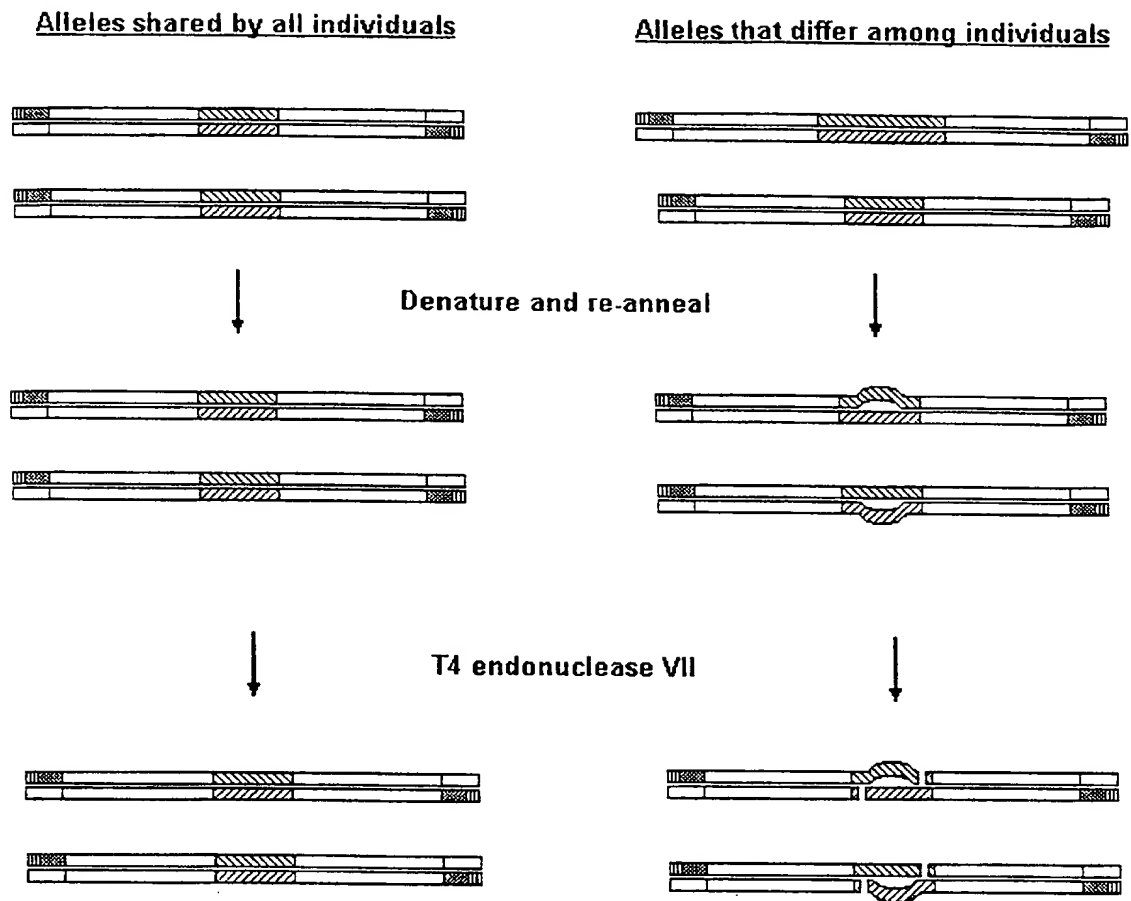 Alleles shared by all individuals
Alleles that differ among individuals
Denature and re-anneal
T4 endonuclease VII